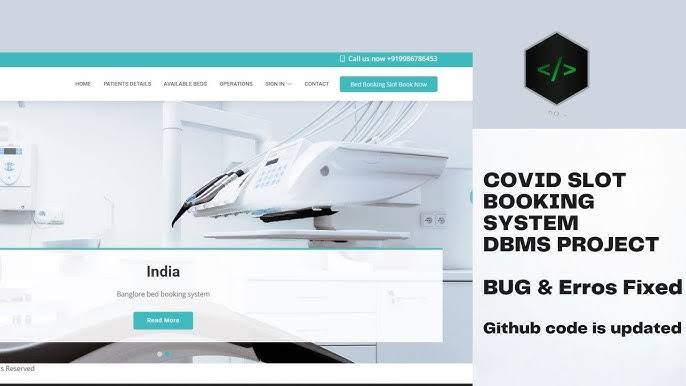 Call us now +919986786453
HOME PATIENTS DETAILS AVAILABLE BEDS OPERATIONS SIGN IN CONTACT Bed Booking Slot Book Now
</>
India
Banglore bed booking system
Read More
s Reserved
COVID SLOT
BOOKING
SYSTEM
DBMS PROJECT
BUG & Erros Fixed
Github code is updated